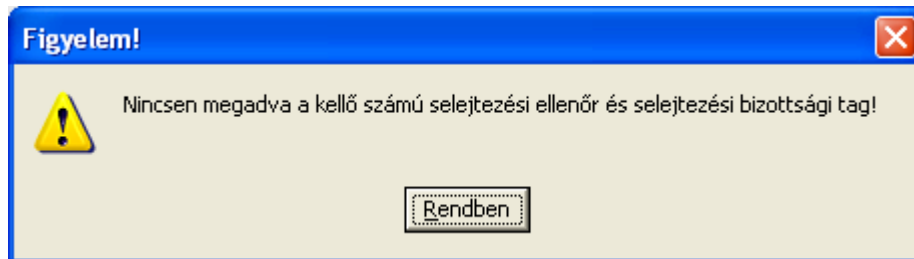 Figyelem!
Nincsen megadva a kellő számú selejtezési ellenőr és selejtezési bizottsági tag!
Rendben